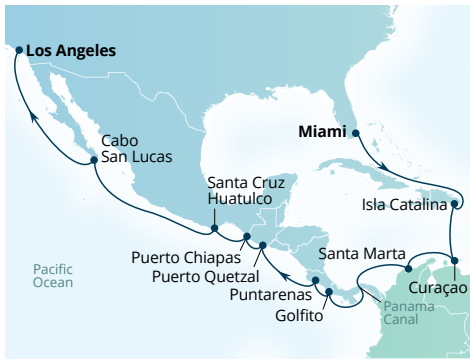 Los Angeles
Miami
Cabo
San Lucas
Santa Cruz
Huatulco
Isla Catalina
Puerto Chiapas
Santa Marta
Puerto Quetzal
Pacific
Ocean
Curaçao
Puntarenas
Panama
Canal
Golfito